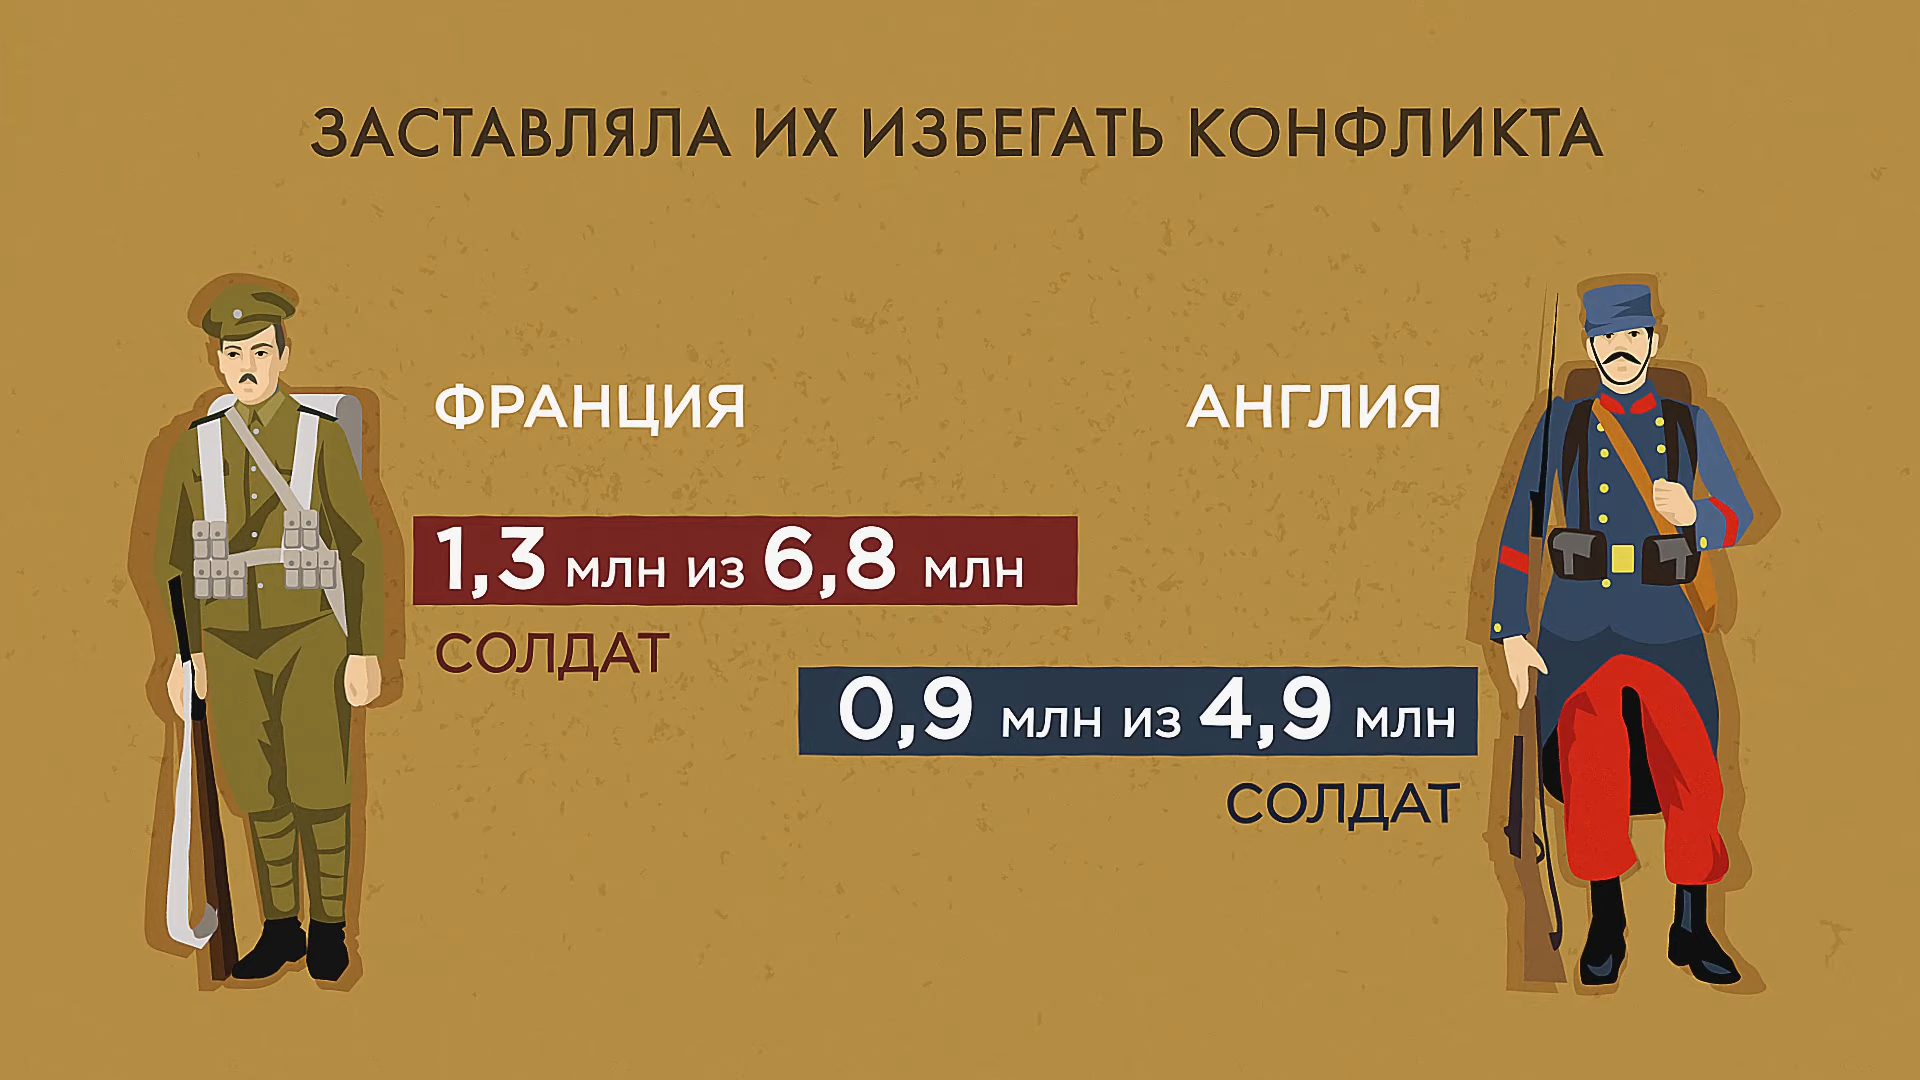 ЗАСТАВЛЯЛА ИХ ИЗБЕГАТЬ КОНФЛИКТА
ФРАНЦИЯ
1,3 млн из 6,8 млн
СОЛДАТ
АНГЛИЯ
0,9 млн из 4,9 млн
СОЛДАТ